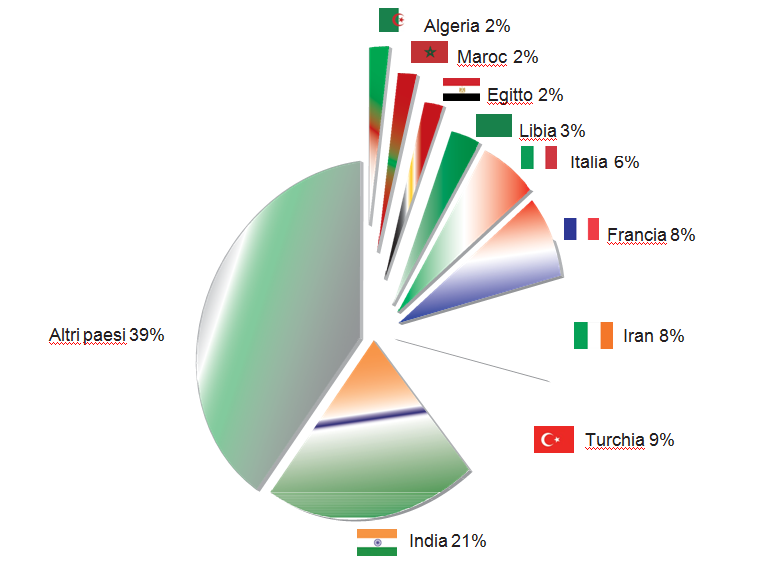 Algeria 2%
Maroc 2%
Egitto 2%
Libia 3%
Italia 6%
Francia 8%
Iran 8%
Altri paesi 39%
Turchia 9%
India 21%